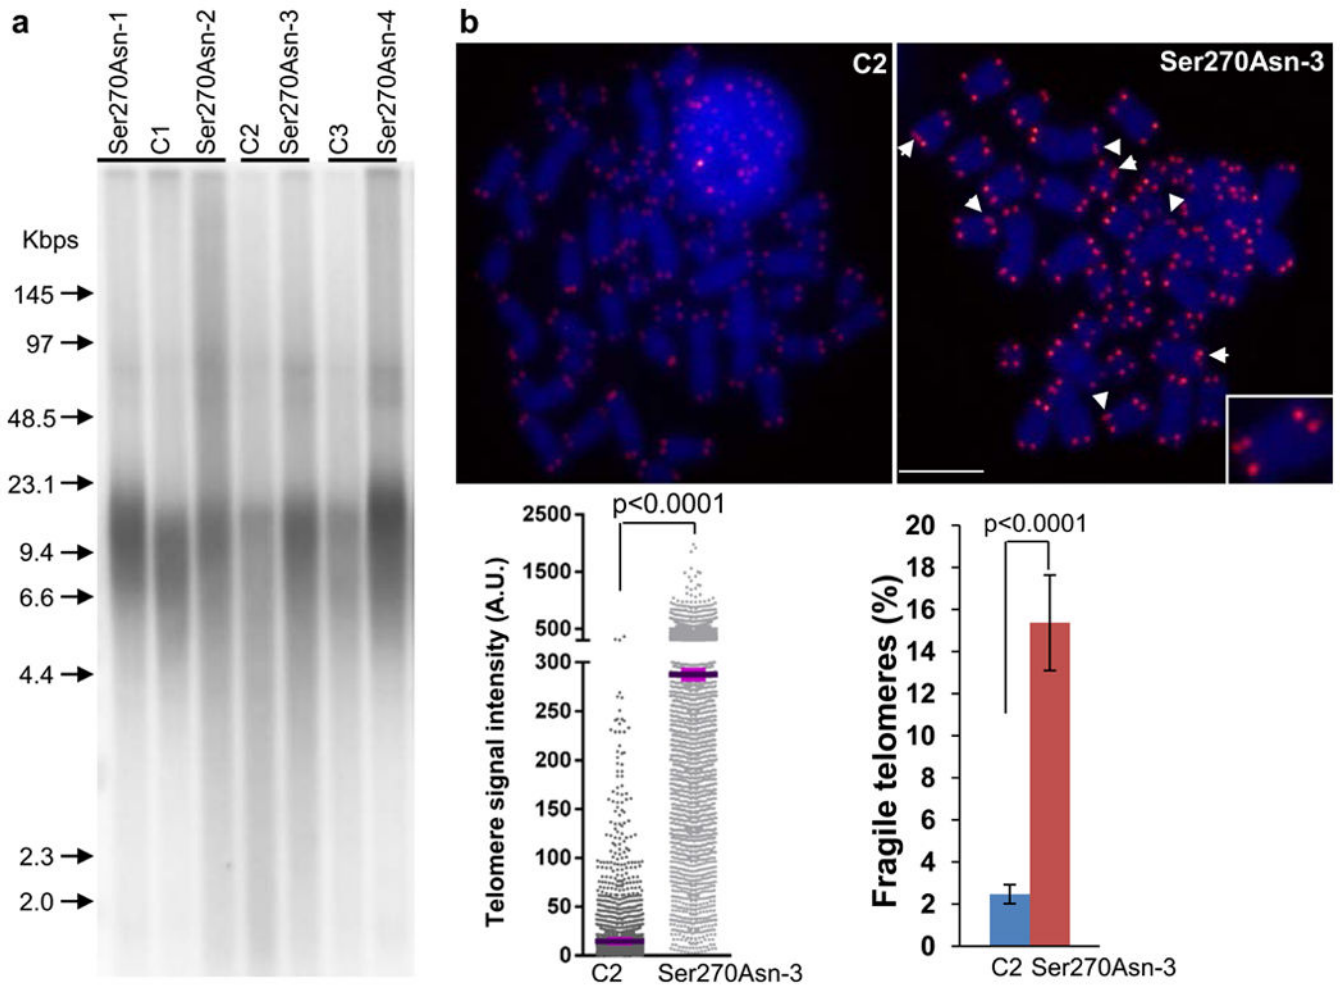 a
Ser270Asn-1
C1
Ser270Asn-2
C2
Ser270Asn-3
C3
Ser270Asn-4
Kbps
145
97
48.5
23.1
9.4
6.6
4.4
2.3
2.0
b
C2
Ser270Asn-3
p<0.0001
2500
1500
500
300
250
200
150
100
50
0
Telomere signal intensity (A.U.)
C2 Ser270Asn-3
p<0.0001
20
18
16
14
12
10
8
6
4
2
0
Fragile telomeres (%)
C2 Ser270Asn-3